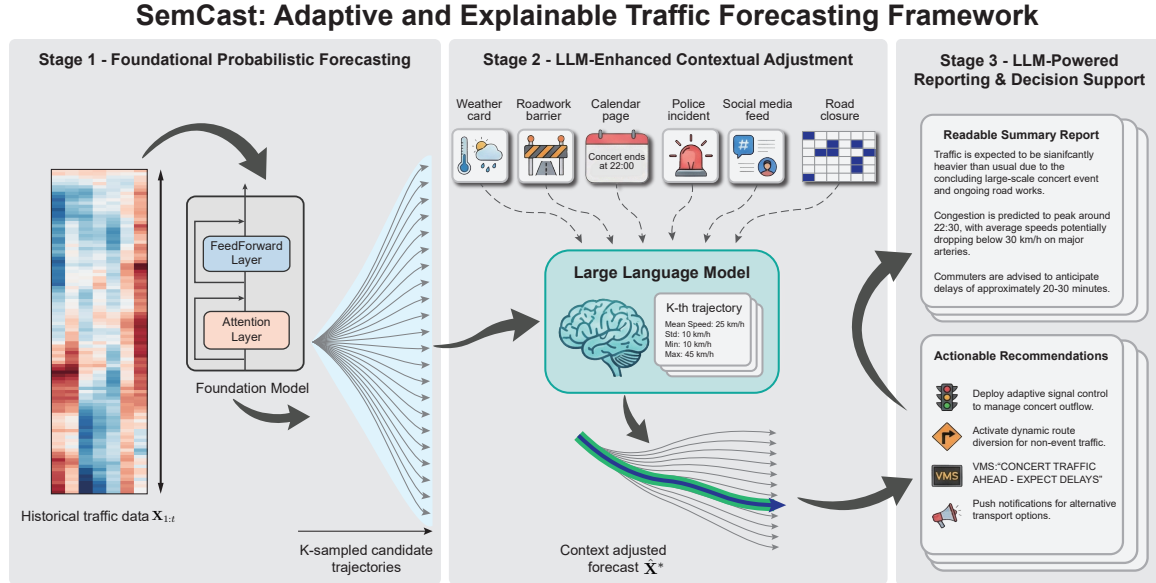 SemCast: Adaptive and Explainable Traffic Forecasting Framework
Stage 1 - Foundational Probabilistic Forecasting
FeedForward
Layer
Attention
Layer
Foundation Model
Historical traffic data X₁:t
K-sampled candidate
trajectories
Stage 2 - LLM-Enhanced Contextual Adjustment
Weather
card
Roadwork
barrier
Calendar
page
Police
incident
Social media
feed
Road
closure
Concert ends
at 22:00
#
Large Language Model
K-th trajectory
Mean Speed: 25 km/h
Std: 10 km/h
Min: 10 km/h
Max: 45 km/h
Context adjusted
forecast X̂*
Stage 3 - LLM-Powered
Reporting & Decision Support
Readable Summary Report
Traffic is expected to be sianifcantly
heavier than usual due to the
concluding large-scale concert event
and ongoing road works.
Congestion is predicted to peak around
22:30, with average speeds potentially
dropping below 30 km/h on major
arteries.
Commuters are advised to anticipate
delays of approximately 20-30 minutes.
Actionable Recommendations
Deploy adaptive signal control
to manage concert outflow.
Activate dynamic route
diversion for non-event traffic.
VMS
VMS:“CONCERT TRAFFIC
AHEAD - EXPECT DELAYS”
Push notifications for alternative
transport options.